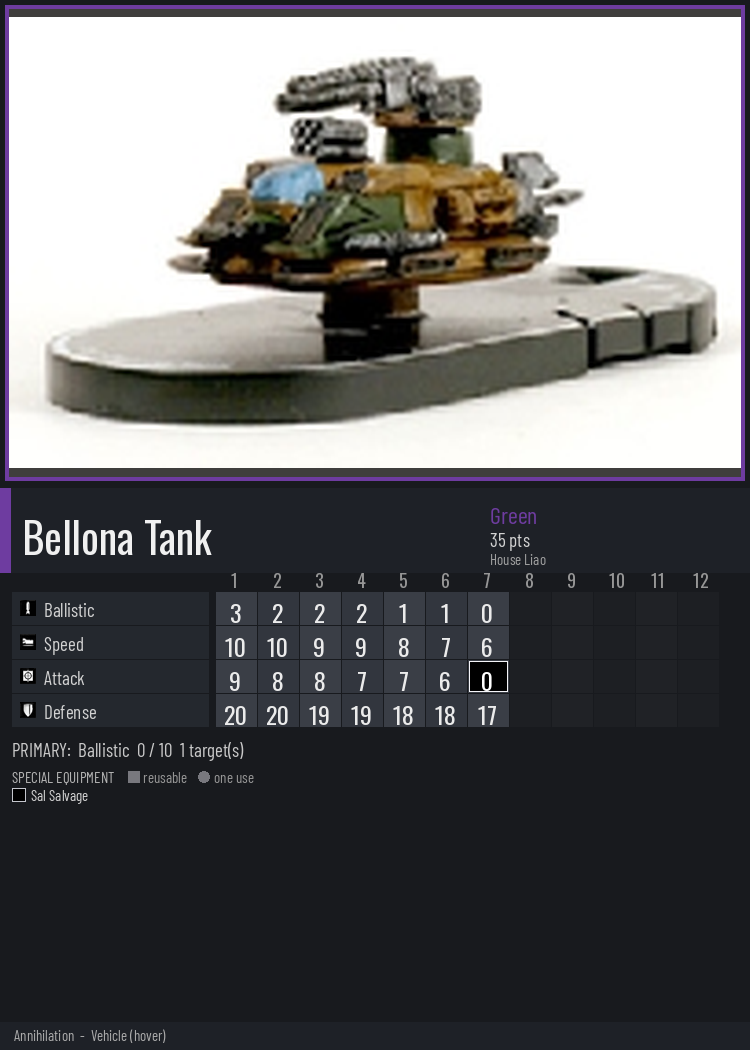 Bellona Tank
Green
35 pts
House Liao
1 2 3 4 5 6 7 8 9 10 11 12
Ballistic 3 2 2 2 1 1 0
Speed 10 10 9 9 8 7 6
Attack 9 8 8 7 7 6 0
Defense 20 20 19 19 18 18 17
PRIMARY: Ballistic 0 / 10 1 target(s)
SPECIAL EQUIPMENT reusable one use
Sal Salvage
Annihilation - Vehicle (hover)